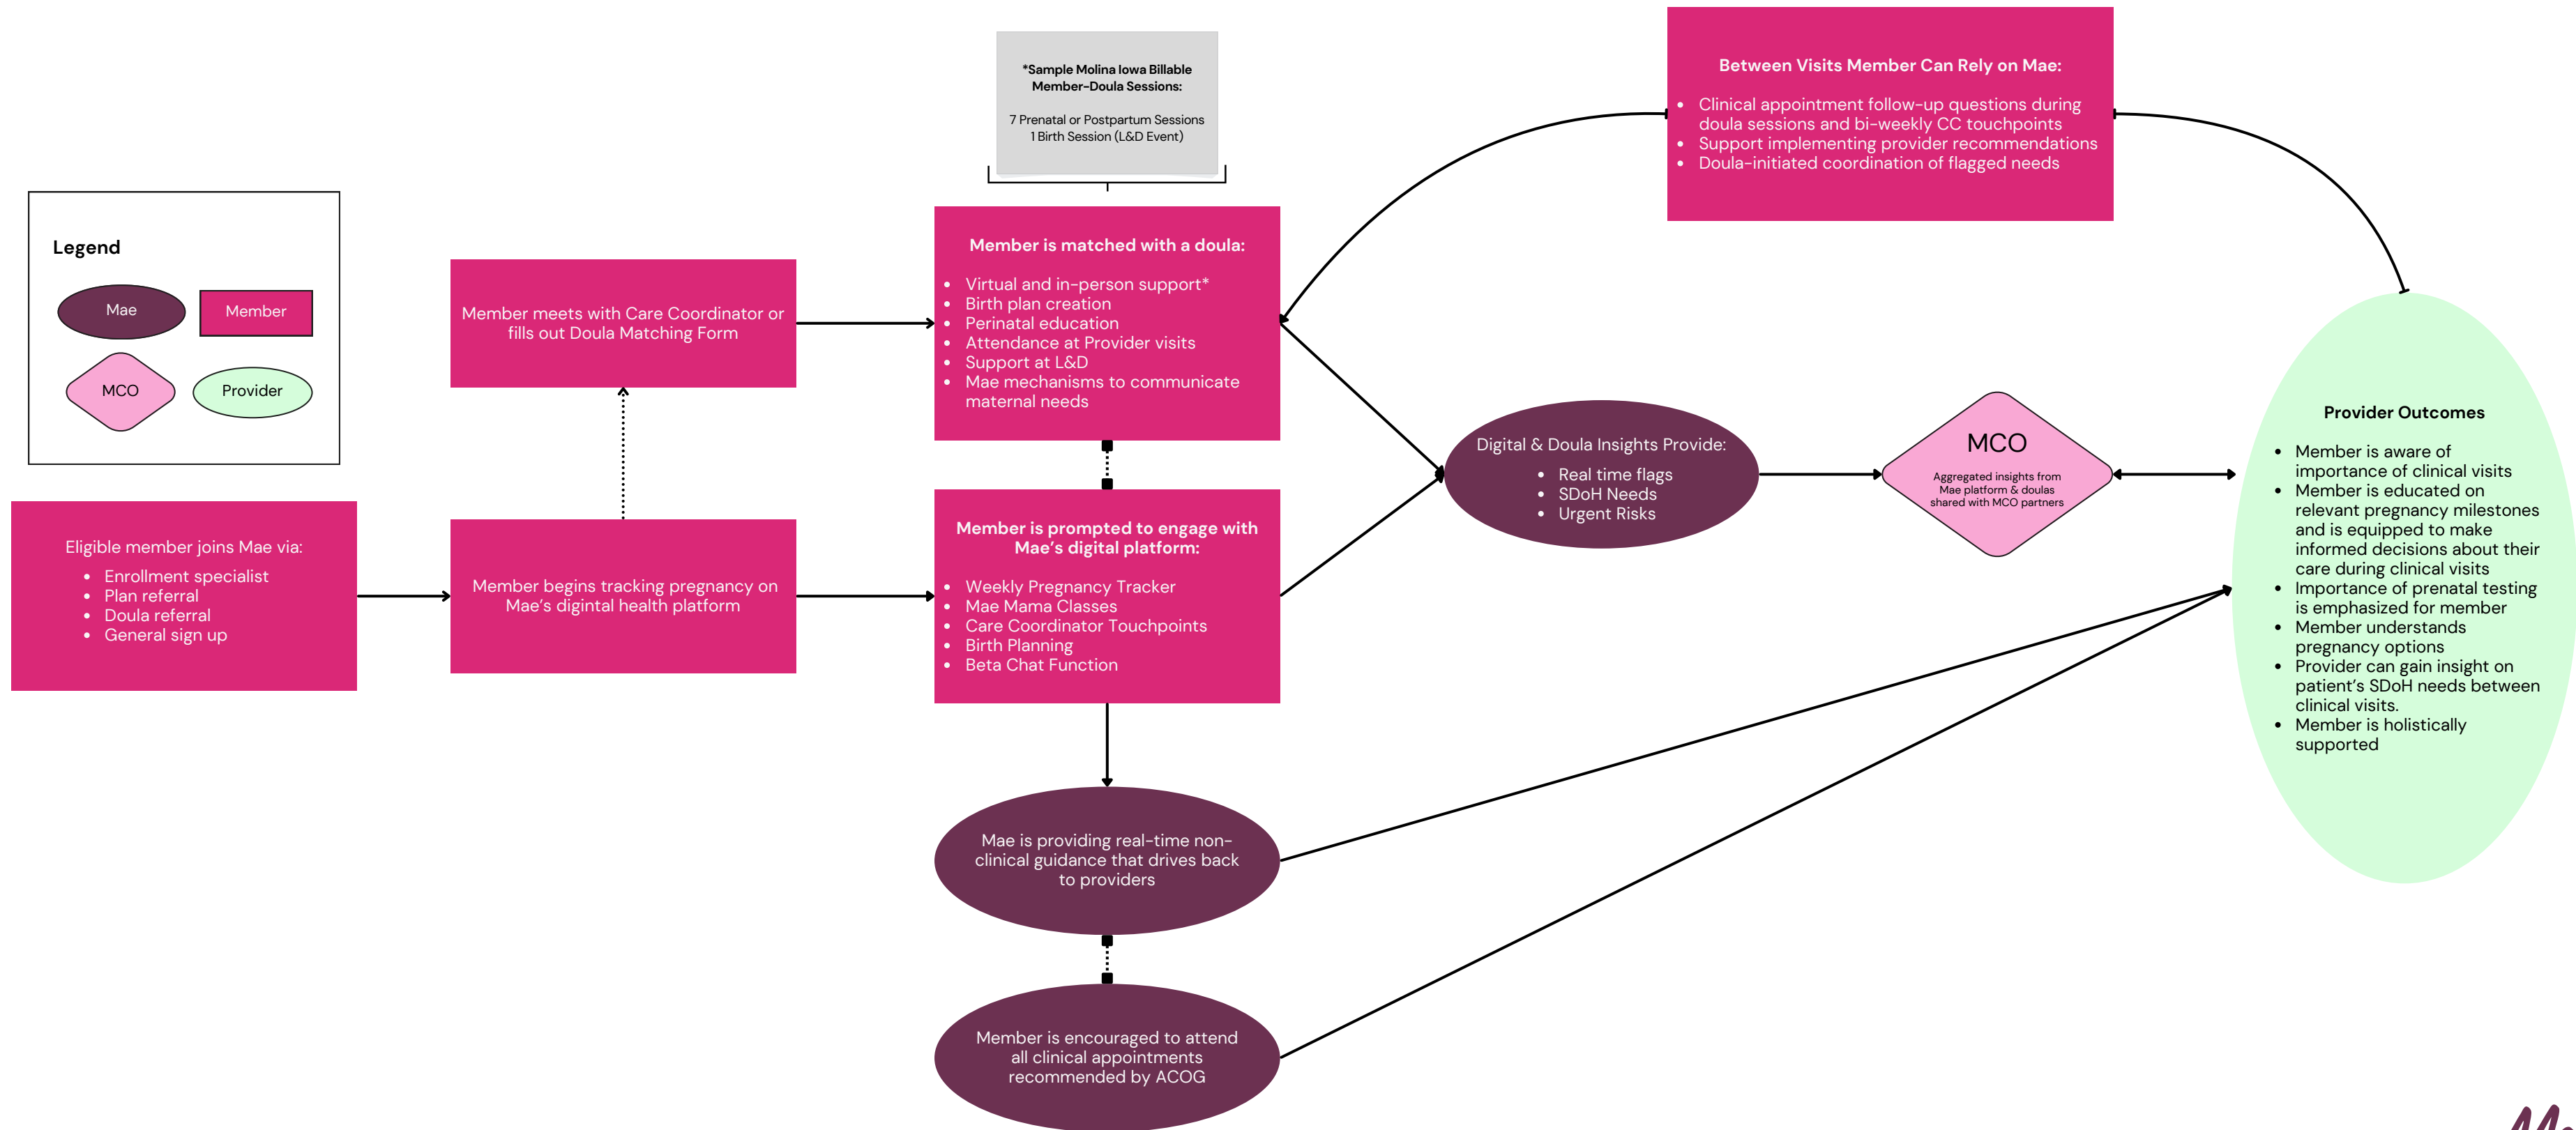 *Sample Molina Iowa Billable
Member-Doula Sessions:
7 Prenatal or Postpartum Sessions
1 Birth Session (L&D Event)
Between Visits Member Can Rely on Mae:
Clinical appointment follow-up questions during
doula sessions and bi-weekly CC touchpoints
Support implementing provider recommendations
Doula-initiated coordination of flagged needs
Legend
Mae
Member
MCO
Provider
Member meets with Care Coordinator or
fills out Doula Matching Form
Member is matched with a doula:
Virtual and in-person support*
Birth plan creation
Perinatal education
Attendance at Provider visits
Support at L&D
Mae mechanisms to communicate
maternal needs
Eligible member joins Mae via:
Enrollment specialist
Plan referral
Doula referral
General sign up
Member begins tracking pregnancy on
Mae's digintal health platform
Member is prompted to engage with
Mae's digital platform:
Weekly Pregnancy Tracker
Mae Mama Classes
Care Coordinator Touchpoints
Birth Planning
Beta Chat Function
Digital & Doula Insights Provide:
Real time flags
SDoH Needs
Urgent Risks
MCO
Aggregated insights from
Mae platform & doulas
shared with MCO partners
Provider Outcomes
Member is aware of
importance of clinical visits
Member is educated on
relevant pregnancy milestones
and is equipped to make
informed decisions about their
care during clinical visits
Importance of prenatal testing
is emphasized for member
Member understands
pregnancy options
Provider can gain insight on
patient's SDoH needs between
clinical visits.
Member is holistically
supported
Mae is providing real-time non-
clinical guidance that drives back
to providers
Member is encouraged to attend
all clinical appointments
recommended by ACOG